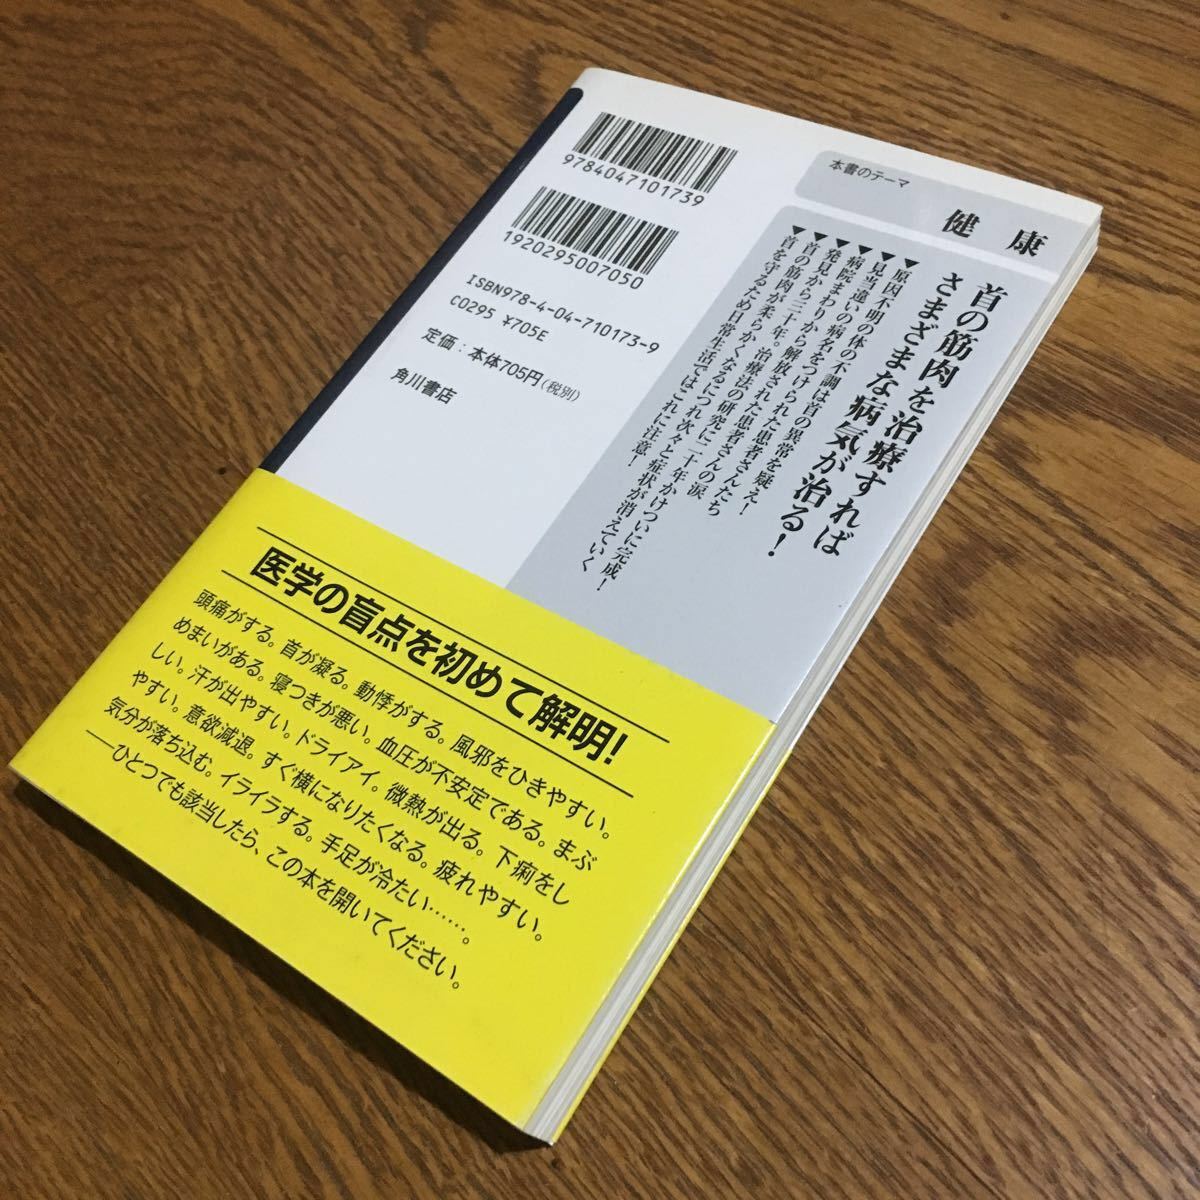 9784047101739
1920295007050
ISBN978-4-04-710173-9
C0295 ¥705E
定価：本体705円（税別）
角川書店
本書のテーマ
健 康
首の筋肉を治療すれば
さまざまな病気が治る！
▼原因不明の体の不調は首の異常を疑え！
▼見当違いの病名をつけられた患者さんたち
▼病院まわりから解放された患者さんの涙
▼発見から三十年。治療法の研究に二十年かけついに完成！
▼首の筋肉が柔らかくなるにつれ次々と症状が消えていく
▼首を守るため日常生活ではこれに注意！
医学の盲点を初めて解明！
頭痛がする。首が凝る。動悸がする。風邪をひきやすい。
めまいがある。寝つきが悪い。血圧が不安定である。まぶ
しい。汗が出やすい。ドライアイ。微熱が出る。下痢をし
やすい。意欲減退。すぐ横になりたくなる。疲れやすい。
気分が落ち込む。イライラする。手足が冷たい……。
──ひとつでも該当したら、この本を開いてください。